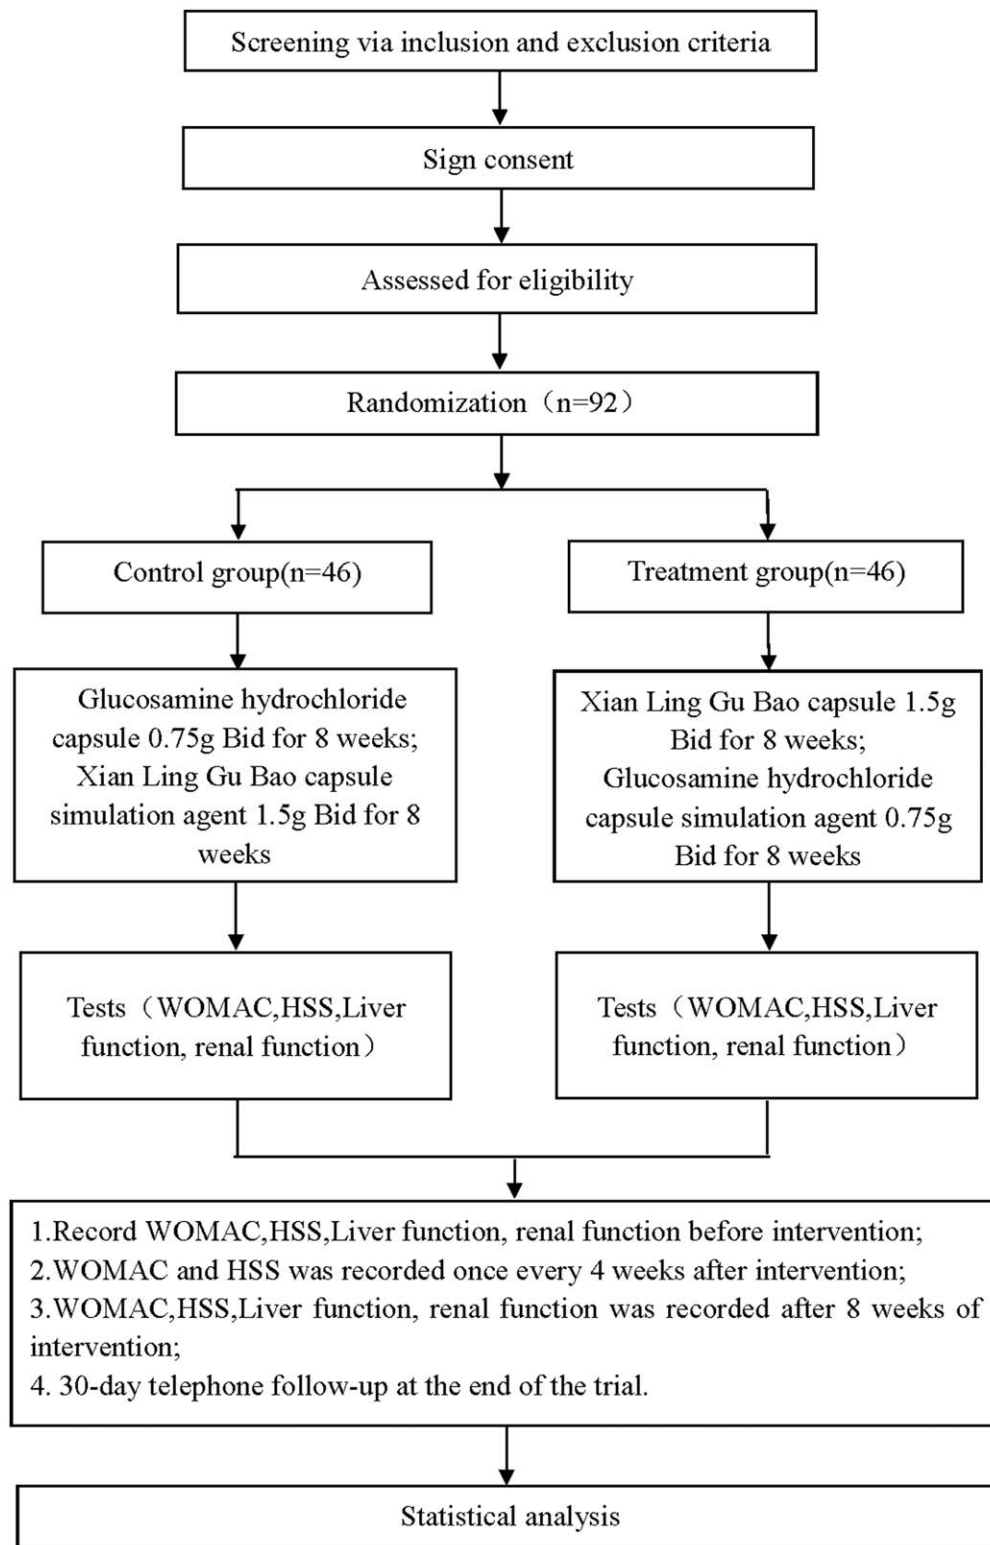 Screening via inclusion and exclusion criteria
Sign consent
Assessed for eligibility
Randomization（n=92）
Control group(n=46)
Treatment group(n=46)
Glucosamine hydrochloride
capsule 0.75g Bid for 8 weeks;
Xian Ling Gu Bao capsule
simulation agent 1.5g Bid for 8
weeks
Xian Ling Gu Bao capsule 1.5g
Bid for 8 weeks;
Glucosamine hydrochloride
capsule simulation agent 0.75g
Bid for 8 weeks
Tests（WOMAC,HSS,Liver
function, renal function）
Tests（WOMAC,HSS,Liver
function, renal function）
1.Record WOMAC,HSS,Liver function, renal function before intervention;
2.WOMAC and HSS was recorded once every 4 weeks after intervention;
3.WOMAC,HSS,Liver function, renal function was recorded after 8 weeks of
intervention;
4. 30-day telephone follow-up at the end of the trial.
Statistical analysis